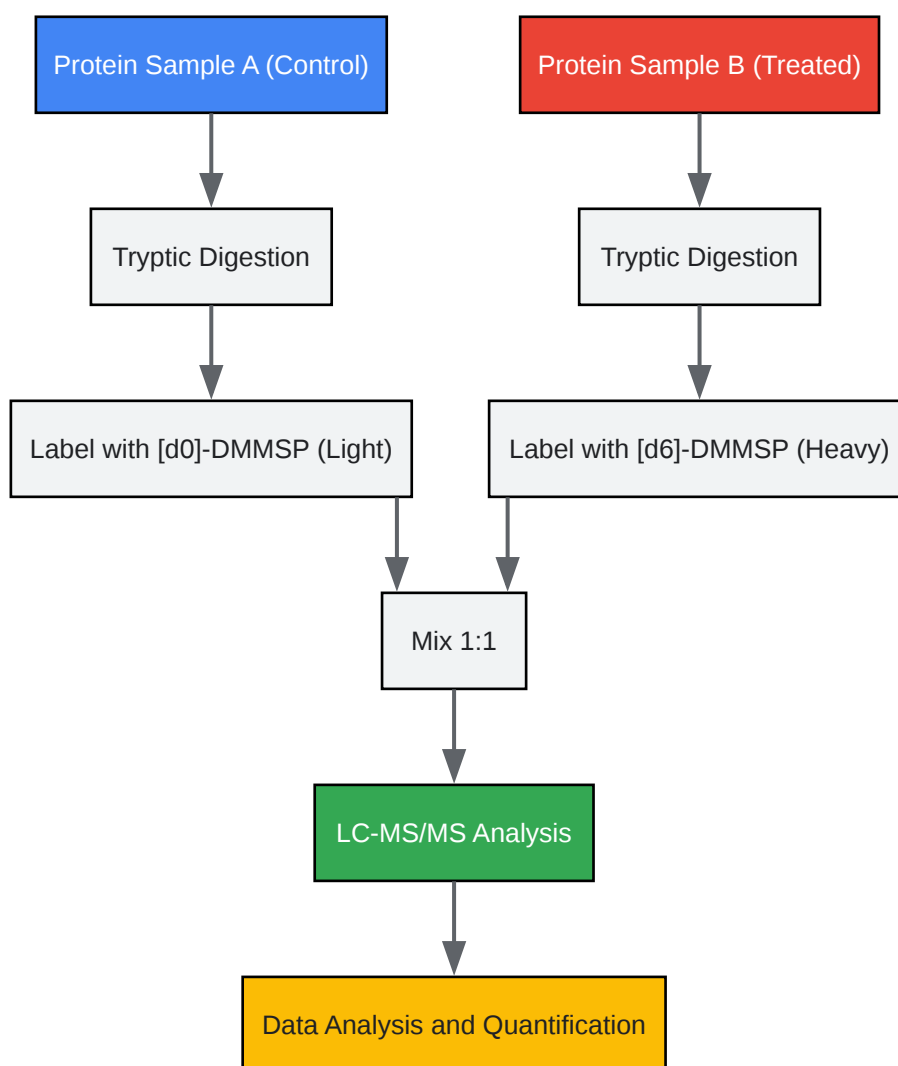 Protein Sample A (Control)
Protein Sample B (Treated)
Tryptic Digestion
Tryptic Digestion
Label with [d0]-DMMSP (Light)
Label with [d6]-DMMSP (Heavy)
Mix 1:1
LC-MS/MS Analysis
Data Analysis and Quantification